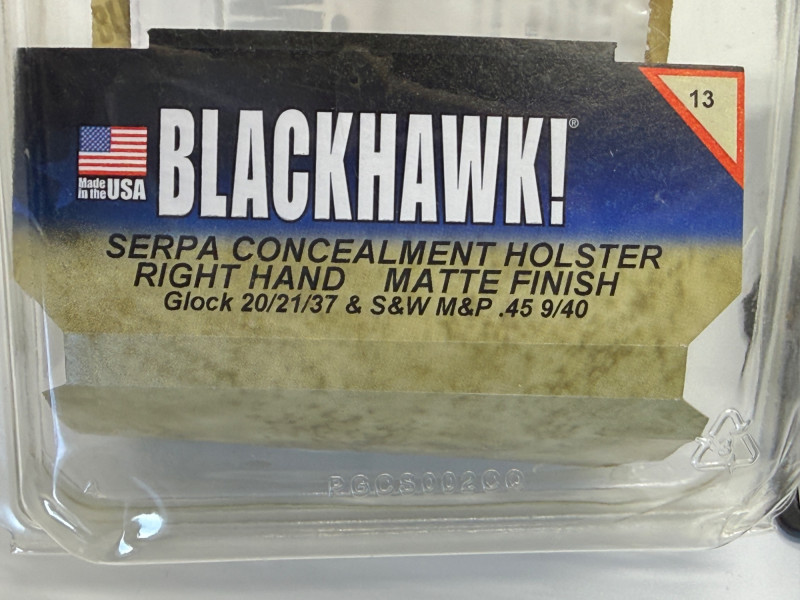 13
Made
in the USA
BLACKHAWK!®
SERPA CONCEALMENT HOLSTER
RIGHT HAND MATTE FINISH
Glock 20/21/37 & S&W M&P .45 9/40